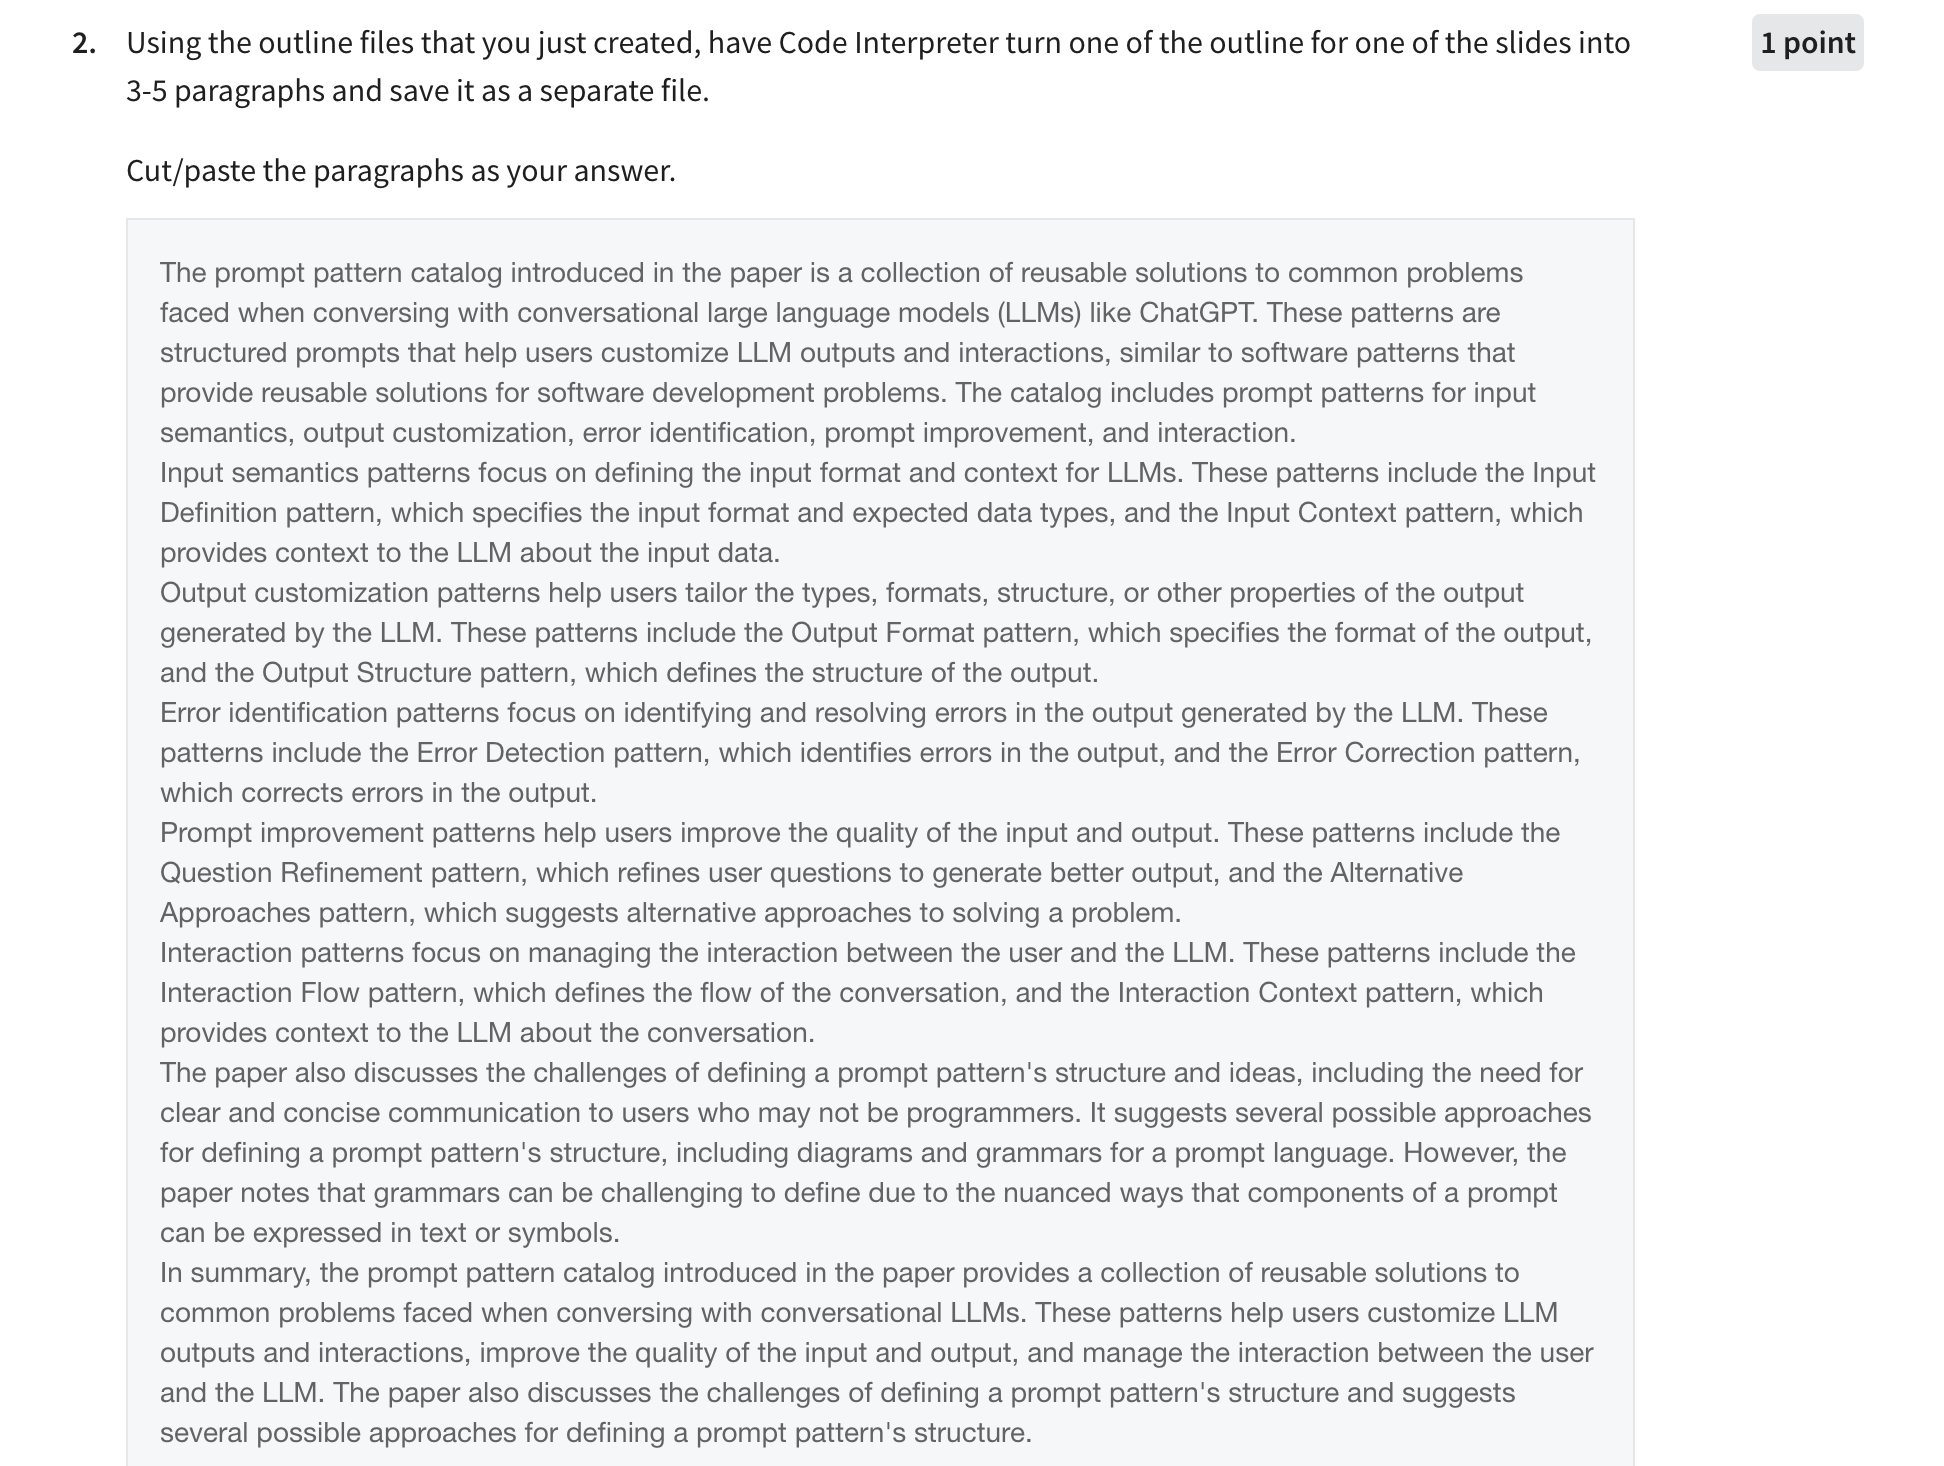 2. Using the outline files that you just created, have Code Interpreter turn one of the outline for one of the slides into
1 point
3-5 paragraphs and save it as a separate file.
Cut/paste the paragraphs as your answer.
The prompt pattern catalog introduced in the paper is a collection of reusable solutions to common problems
faced when conversing with conversational large language models (LLMs) like ChatGPT. These patterns are
structured prompts that help users customize LLM outputs and interactions, similar to software patterns that
provide reusable solutions for software development problems. The catalog includes prompt patterns for input
semantics, output customization, error identification, prompt improvement, and interaction.
Input semantics patterns focus on defining the input format and context for LLMs. These patterns include the Input
Definition pattern, which specifies the input format and expected data types, and the Input Context pattern, which
provides context to the LLM about the input data.
Output customization patterns help users tailor the types, formats, structure, or other properties of the output
generated by the LLM. These patterns include the Output Format pattern, which specifies the format of the output,
and the Output Structure pattern, which defines the structure of the output.
Error identification patterns focus on identifying and resolving errors in the output generated by the LLM. These
patterns include the Error Detection pattern, which identifies errors in the output, and the Error Correction pattern,
which corrects errors in the output.
Prompt improvement patterns help users improve the quality of the input and output. These patterns include the
Question Refinement pattern, which refines user questions to generate better output, and the Alternative
Approaches pattern, which suggests alternative approaches to solving a problem.
Interaction patterns focus on managing the interaction between the user and the LLM. These patterns include the
Interaction Flow pattern, which defines the flow of the conversation, and the Interaction Context pattern, which
provides context to the LLM about the conversation.
The paper also discusses the challenges of defining a prompt pattern's structure and ideas, including the need for
clear and concise communication to users who may not be programmers. It suggests several possible approaches
for defining a prompt pattern's structure, including diagrams and grammars for a prompt language. However, the
paper notes that grammars can be challenging to define due to the nuanced ways that components of a prompt
can be expressed in text or symbols.
In summary, the prompt pattern catalog introduced in the paper provides a collection of reusable solutions to
common problems faced when conversing with conversational LLMs. These patterns help users customize LLM
outputs and interactions, improve the quality of the input and output, and manage the interaction between the user
and the LLM. The paper also discusses the challenges of defining a prompt pattern's structure and suggests
several possible approaches for defining a prompt pattern's structure.